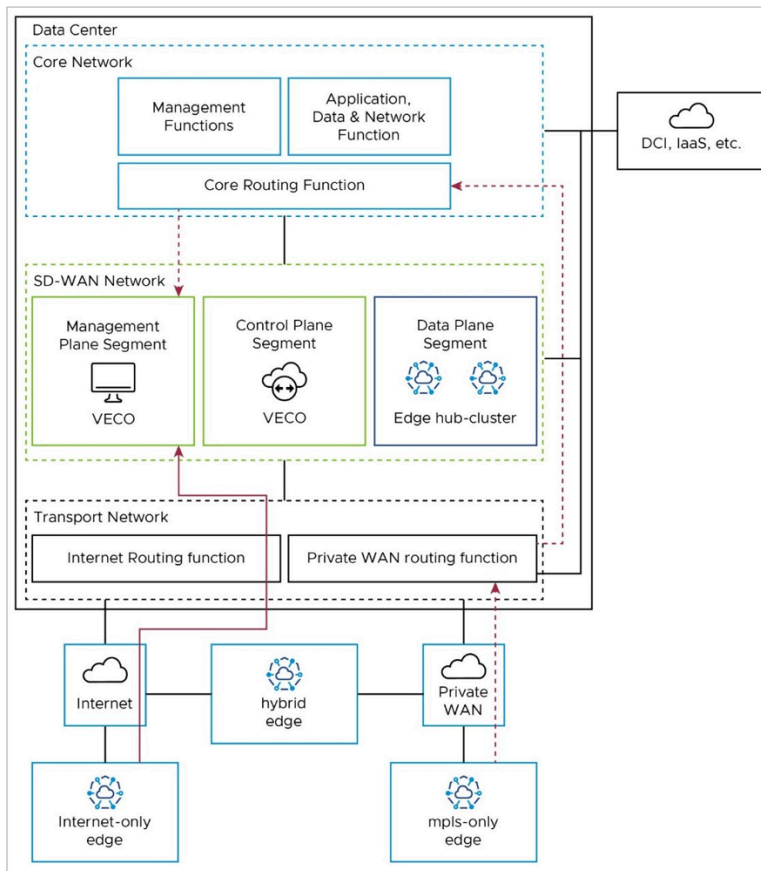 Data Center
Core Network
Management
Functions
Application,
Data & Network
Function
Core Routing Function
DCI, IaaS, etc.
SD-WAN Network
Management
Plane Segment
VECO
Control Plane
Segment
VECO
Data Plane
Segment
Edge hub-cluster
Transport Network
Internet Routing function
Private WAN routing function
Internet
hybrid
edge
Private
WAN
Internet-only
edge
mpls-only
edge